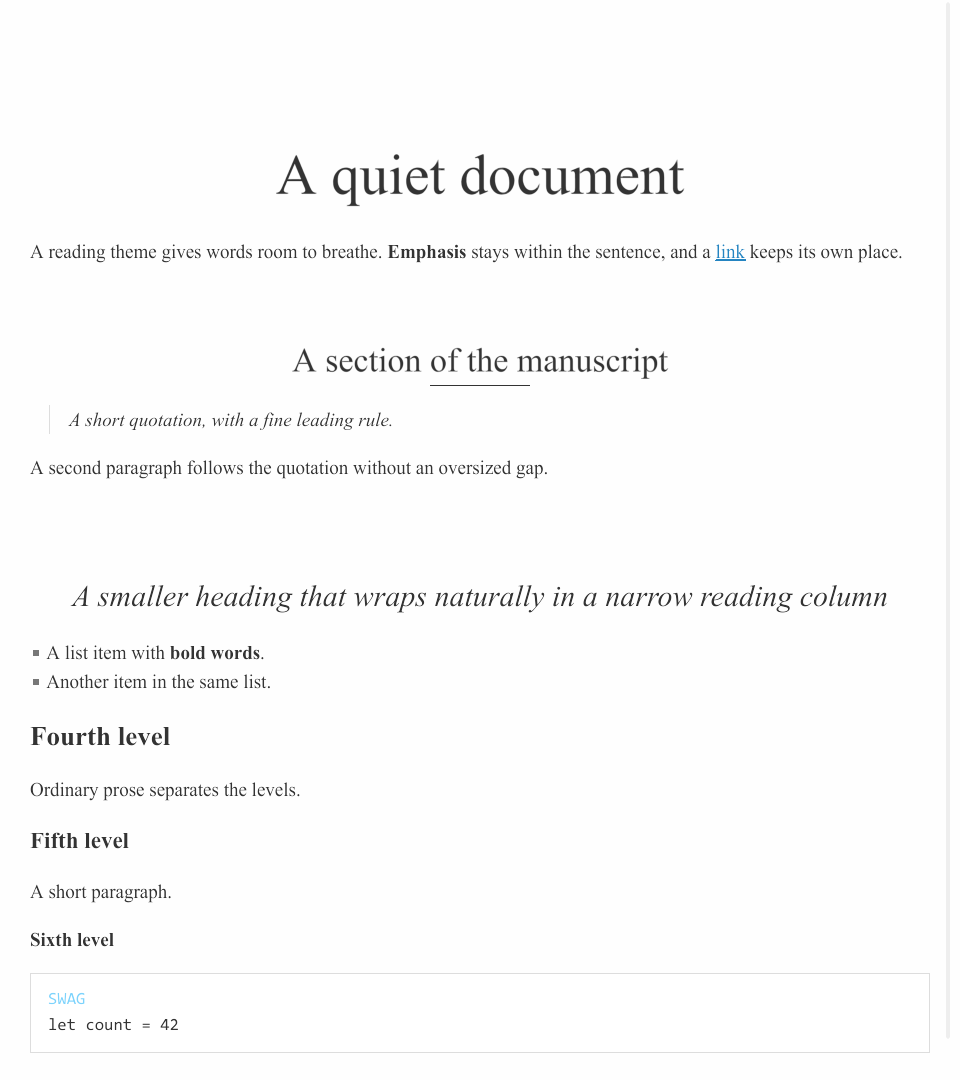 A quiet document
A reading theme gives words room to breathe. Emphasis stays within the sentence, and a link keeps its own place.
A section of the manuscript
A short quotation, with a fine leading rule.
A second paragraph follows the quotation without an oversized gap.
A smaller heading that wraps naturally in a narrow reading column
A list item with bold words.
Another item in the same list.
Fourth level
Ordinary prose separates the levels.
Fifth level
A short paragraph.
Sixth level
SWAG
let count = 42